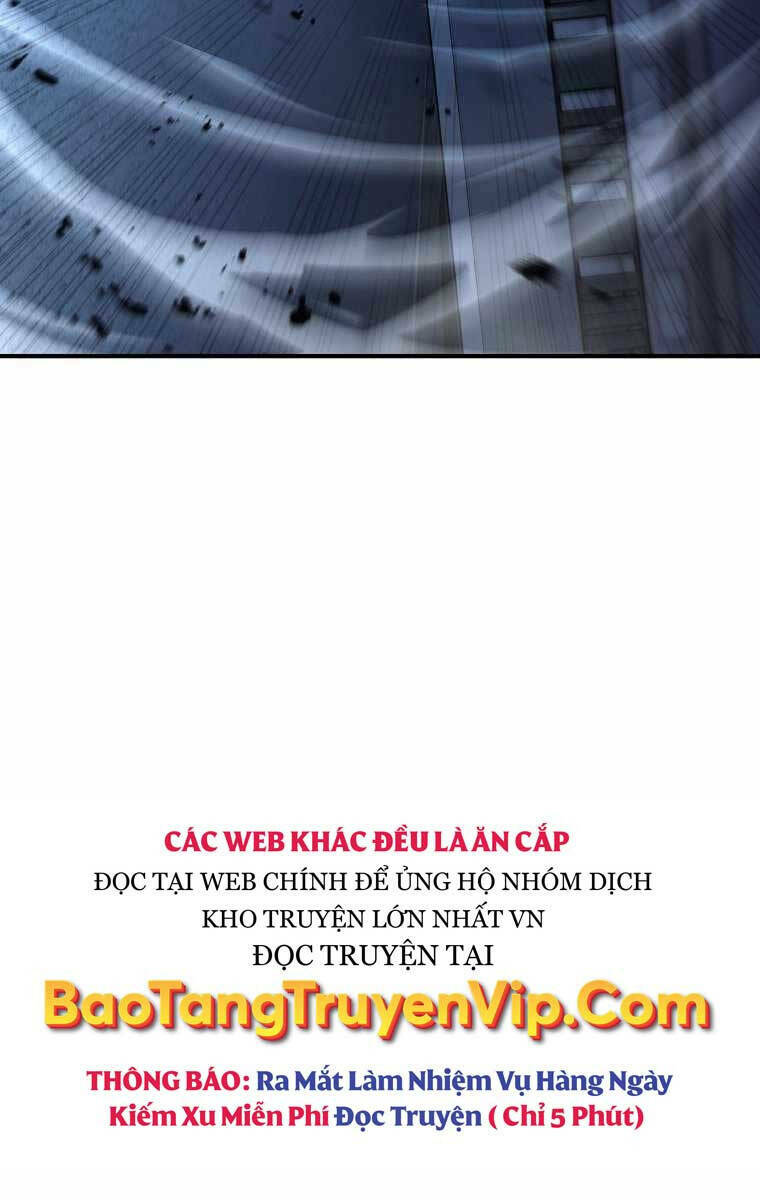 CÁC WEB KHÁC ĐỀU LÀ ĂN CẮP
ĐỌC TẠI WEB CHÍNH ĐỂ ỦNG HỘ NHÓM DỊCH
KHO TRUYỆN LỚN NHẤT VN
ĐỌC TRUYỆN TẠI
BaoTangTruyenVip.Com
THÔNG BÁO: Ra Mắt Làm Nhiệm Vụ Hàng Ngày
Kiếm Xu Miễn Phí Đọc Truyện ( Chỉ 5 Phút)